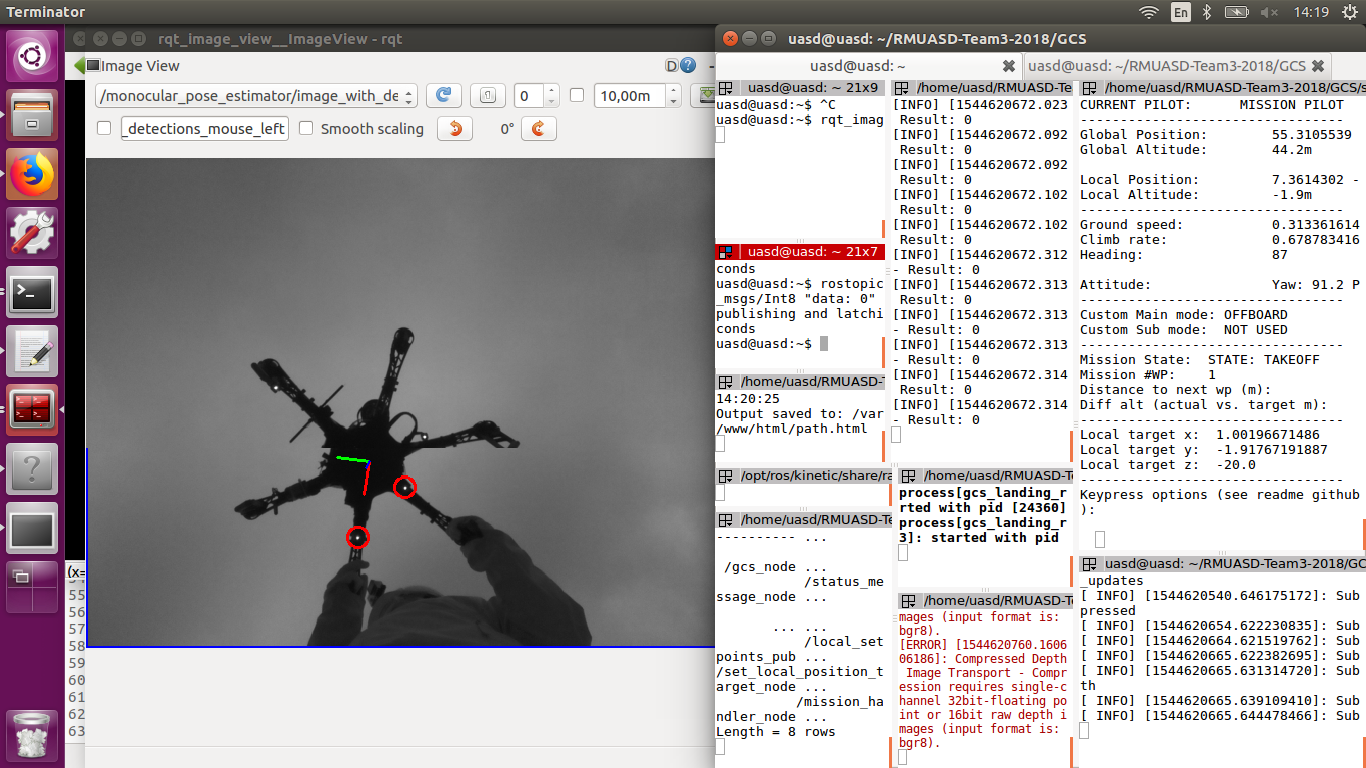 Terminator
En
14:19
rqt_image_view__ImageView - rqt
Image View
D
/monocular_pose_estimator/image_with_de
0
10,00m
_detections_mouse_left
Smooth scaling
0°
(x=
55
56
57
58
59
60
61
62
63
uasd@uasd: ~/RMUASD-Team3-2018/GCS
uasd@uasd: ~
uasd@uasd: ~/RMUASD-Team3-2018/GCS
uasd@uasd: ~ 21x9
uasd@uasd:~$ ^C
uasd@uasd:~$ rqt_imag
uasd@uasd: ~ 21x7
conds
uasd@uasd:~$ rostopic
_msgs/Int8 "data: 0"
publishing and latchi
conds
uasd@uasd:~$
/home/uasd/RMUASD-T
14:20:25
Output saved to: /var
/www/html/path.html
/opt/ros/kinetic/share/ra
/home/uasd/RMUASD-Te
---------- ...
/gcs_node ...
/status_me
ssage_node ...
... ...
/local_set
points_pub ...
/set_local_position_t
arget_node ...
/mission_ha
ndler_node ...
Length = 8 rows
/home/uasd/RMUASD-Te
[INFO] [1544620672.023
Result: 0
[INFO] [1544620672.092
Result: 0
[INFO] [1544620672.092
Result: 0
[INFO] [1544620672.102
Result: 0
[INFO] [1544620672.102
Result: 0
[INFO] [1544620672.312
- Result: 0
[INFO] [1544620672.313
- Result: 0
[INFO] [1544620672.313
- Result: 0
[INFO] [1544620672.313
- Result: 0
[INFO] [1544620672.314
- Result: 0
[INFO] [1544620672.314
- Result: 0
/home/uasd/RMUASD-Te
process[gcs_landing_r
rted with pid [24360]
process[gcs_landing_r
3]: started with pid
/home/uasd/RMUASD-T
mages (input format is:
bgr8).
[ERROR] [1544620760.1606
06186]: Compressed Depth
Image Transport - Compr
ession requires single-c
hannel 32bit-floating po
int or 16bit raw depth i
mages (input format is:
bgr8).
/home/uasd/RMUASD-Team3-2018/GCS/s
CURRENT PILOT: MISSION PILOT
---------------------------------
Global Position: 55.3105539
Global Altitude: 44.2m
Local Position: 7.3614302 -
Local Altitude: -1.9m
---------------------------------
Ground speed: 0.313361614
Climb rate: 0.678783416
Heading: 87
Attitude: Yaw: 91.2 P
---------------------------------
Custom Main mode: OFFBOARD
Custom Sub mode: NOT USED
---------------------------------
Mission State: STATE: TAKEOFF
Mission #WP: 1
Distance to next wp (m):
Diff alt (actual vs. target m):
---------------------------------
Local target x: 1.00196671486
Local target y: -1.91767191887
Local target z: -20.0
---------------------------------
Keypress options (see readme github
):
uasd@uasd: ~/RMUASD-Team3-2018/GC
_updates
[ INFO] [1544620540.646175172]: Sub
pressed
[ INFO] [1544620654.622230835]: Sub
[ INFO] [1544620664.621519762]: Sub
[ INFO] [1544620665.622382695]: Sub
[ INFO] [1544620665.631314720]: Sub
th
[ INFO] [1544620665.639109410]: Sub
[ INFO] [1544620665.644478466]: Sub